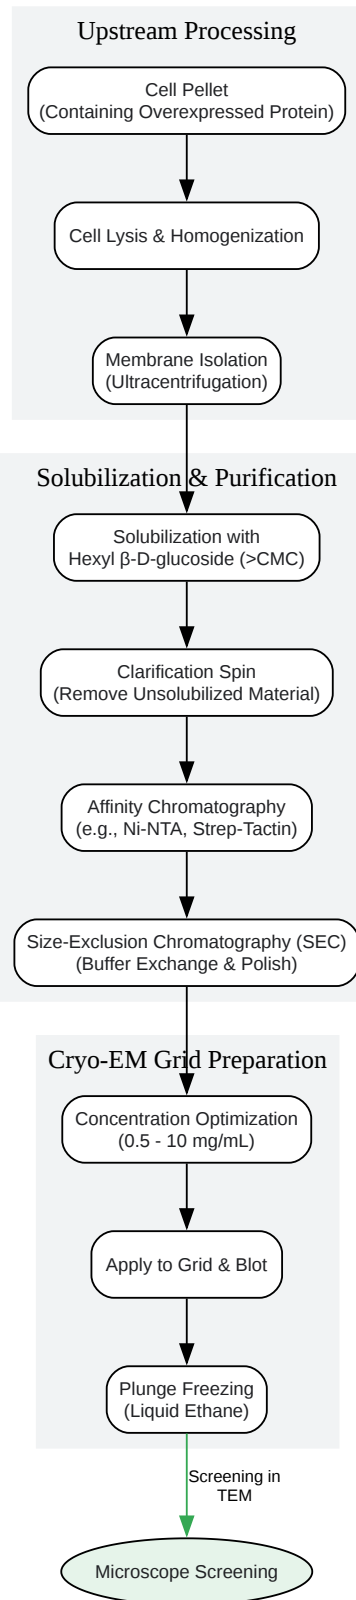 Upstream Processing
Cell Pellet
(Containing Overexpressed Protein)
Cell Lysis & Homogenization
Membrane Isolation
(Ultracentrifugation)
Solubilization & Purification
Solubilization with
Hexyl β-D-glucoside (>CMC)
Clarification Spin
(Remove Unsolubilized Material)
Affinity Chromatography
(e.g., Ni-NTA, Strep-Tactin)
Size-Exclusion Chromatography (SEC)
(Buffer Exchange & Polish)
Cryo-EM Grid Preparation
Concentration Optimization
(0.5 - 10 mg/mL)
Apply to Grid & Blot
Plunge Freezing
(Liquid Ethane)
Screening in
TEM
Microscope Screening